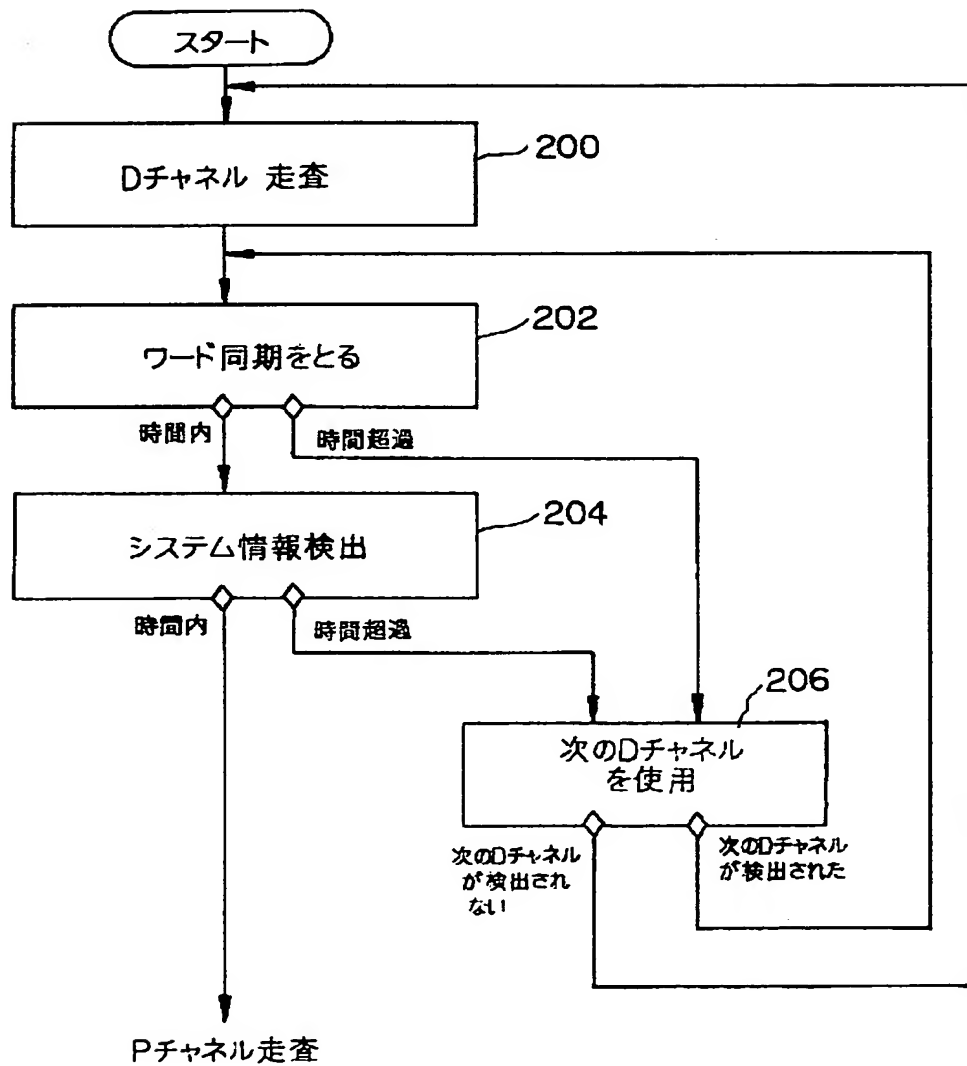 スタート
Dチャネル 走査
200
ワード同期をとる
202
時間内
時間超過
システム情報検出
204
時間内
時間超過
206
次のDチャネル
を使用
次のDチャネル
が検出され
ない
次のDチャネル
が検出された
Pチャネル走査